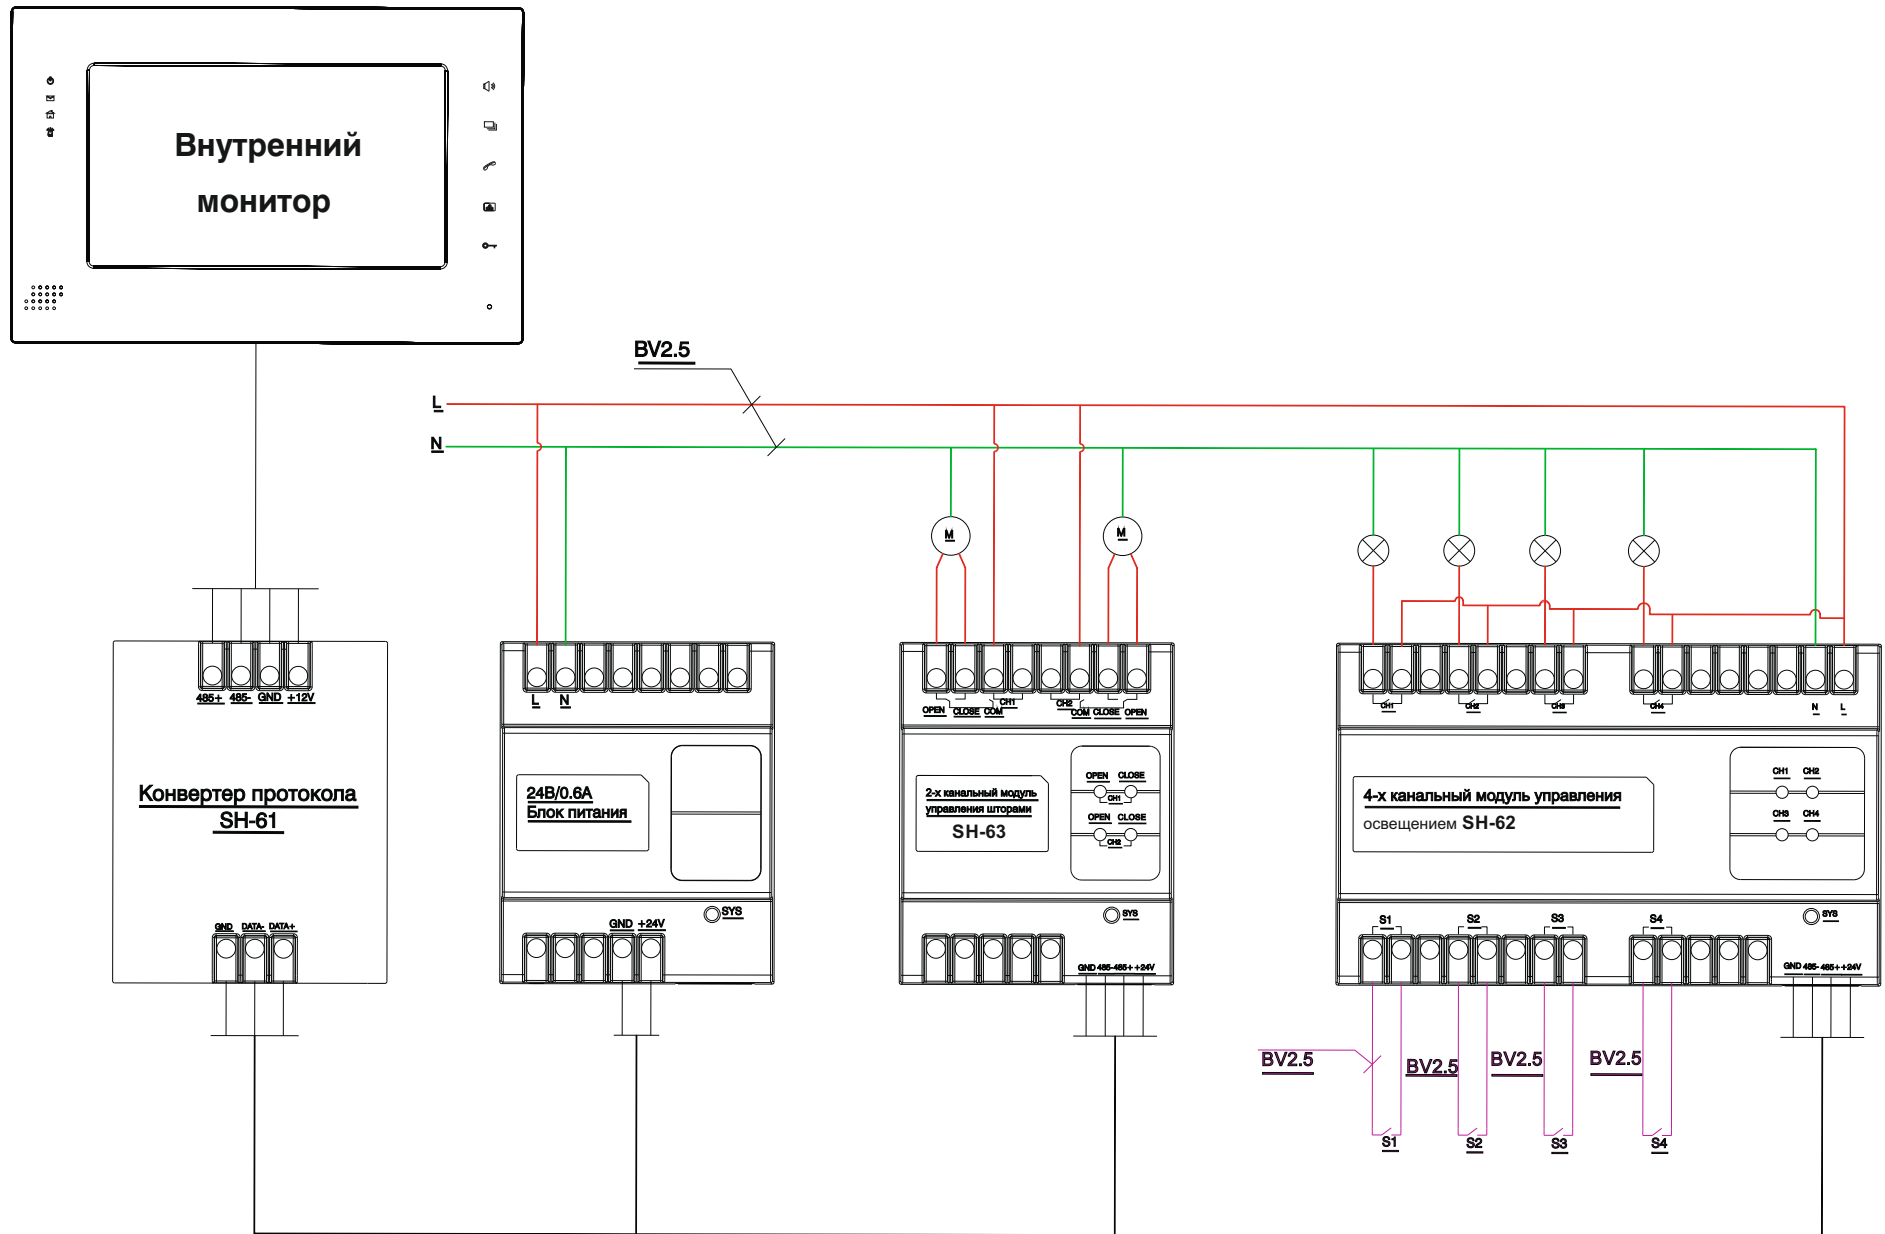 Внутренний
монитор
BV2.5
L
N
M
M
485+ 485- GND +12V
L N
OPEN CLOSE COM CH1 CH2 COM CLOSE OPEN
CH1 CH2 CH3 CH4 N L
Конвертер протокола
SH-61
24В/0.6А
Блок питания
2-х канальный модуль
управления шторами
SH-63
OPEN CLOSE
CH1
OPEN CLOSE
CH2
4-х канальный модуль управления
освещением SH-62
CH1 CH2
CH3 CH4
GND DATA- DATA+
GND +24V
SYS
SYS
GND 485- 485+ +24V
S1 S2 S3 S4
SYS
GND 485- 485+ +24V
BV2.5 BV2.5 BV2.5 BV2.5
S1 S2 S3 S4